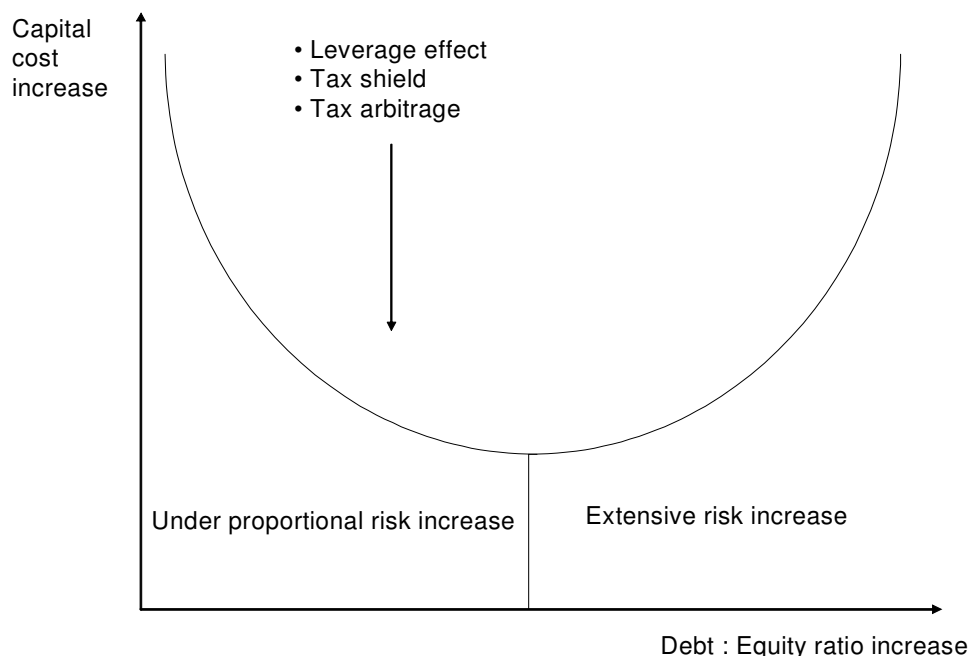 Capital
cost
increase
• Leverage effect
• Tax shield
• Tax arbitrage
Under proportional risk increase
Extensive risk increase
Debt : Equity ratio increase